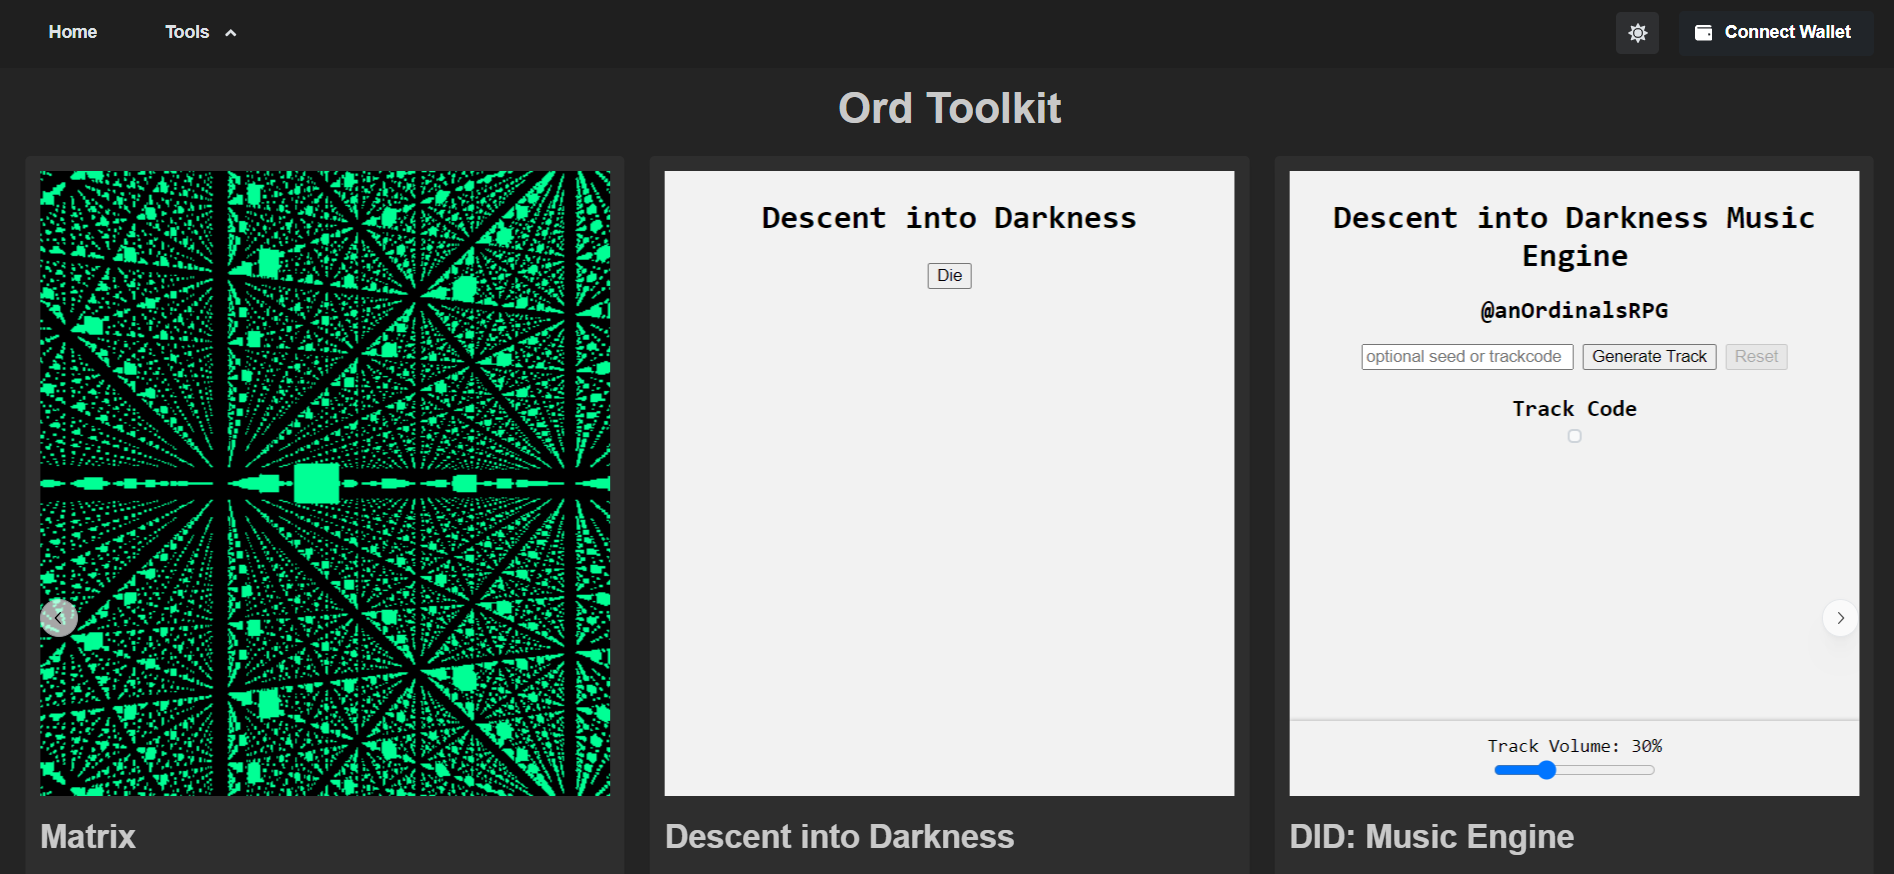 Home
Tools
Connect Wallet
Ord Toolkit
Descent into Darkness
Die
Descent into Darkness Music
Engine
@anOrdinalsRPG
optional seed or trackcode
Generate Track
Reset
Track Code
Track Volume: 30%
Matrix
Descent into Darkness
DID: Music Engine